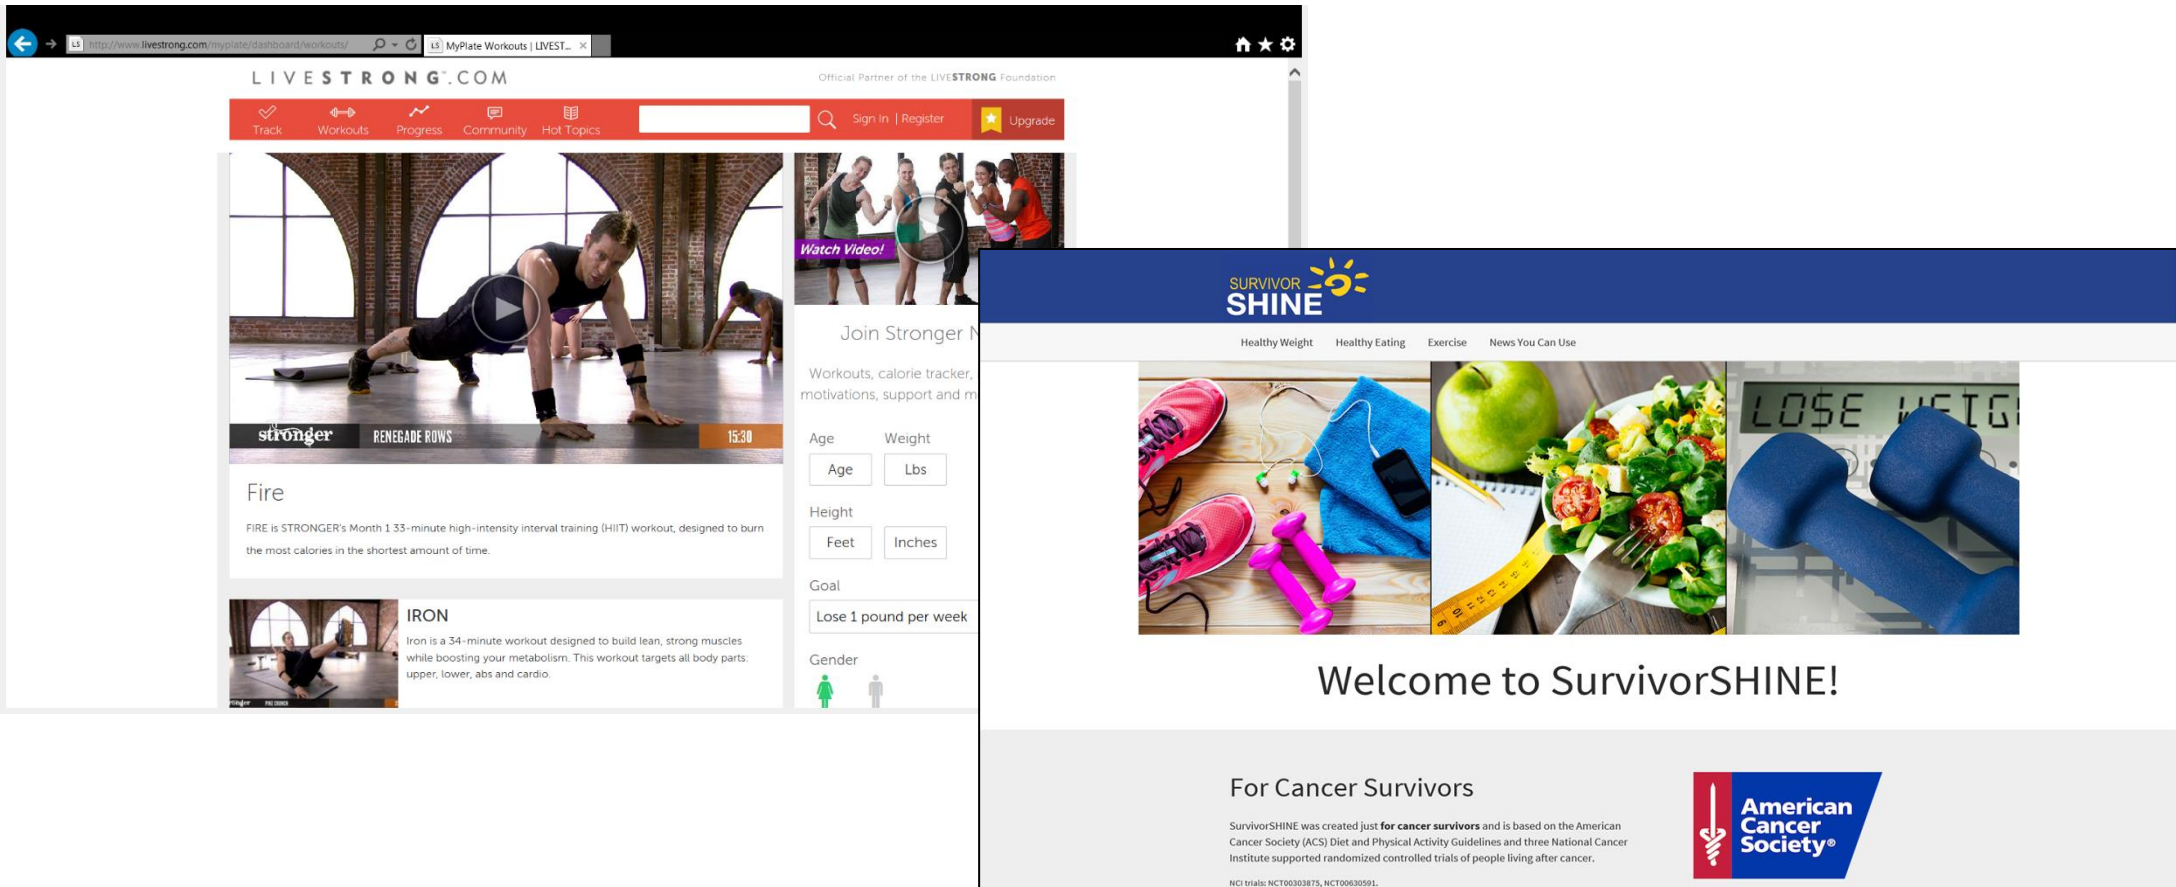 http://www.livestrong.com/myplate/dashboard/workouts/
LS MyPlate Workouts | LIVEST...
LIVESTRONG.COM
Official Partner of the LIVESTRONG Foundation
Track Workouts Progress Community Hot Topics
Sign In | Register
Upgrade
stronger RENEGADE ROWS 15:30
Fire
FIRE is STRONGER's Month 1 33-minute high-intensity interval training (HIIT) workout, designed to burn
the most calories in the shortest amount of time.
IRON
Iron is a 34-minute workout designed to build lean, strong muscles
while boosting your metabolism. This workout targets all body parts:
upper, lower, abs and cardio.
Watch Video!
Join Stronger
Workouts, calorie tracker,
motivations, support and
Age Weight
Age Lbs
Height
Feet Inches
Goal
Lose 1 pound per week
Gender
SURVIVOR
SHINE
Healthy Weight Healthy Eating Exercise News You Can Use
LOSE
Welcome to SurvivorSHINE!
For Cancer Survivors
SurvivorSHINE was created just for cancer survivors and is based on the American
Cancer Society (ACS) Diet and Physical Activity Guidelines and three National Cancer
Institute supported randomized controlled trials of people living after cancer.
NCI trials: NCT00303875, NCT00630591.
American
Cancer
Society®